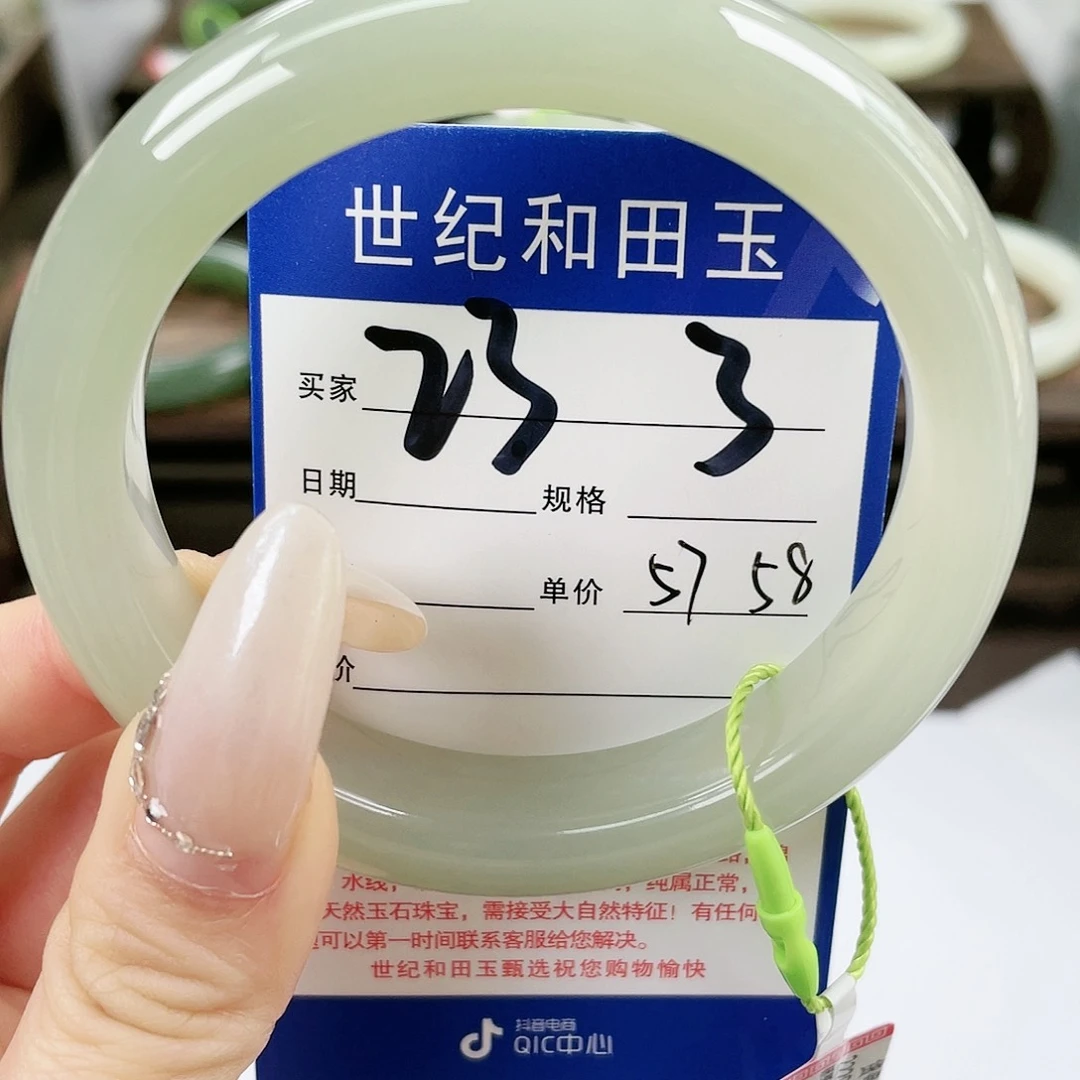 世纪和田玉
买家 23 3
日期 规格
单价 57 58
价
水线， ，纯属正常，
天然玉石珠宝，需接受大自然特征！有任何
可以第一时间联系客服给您解决。
世纪和田玉甄选祝您购物愉快
抖音电商
QIC中心